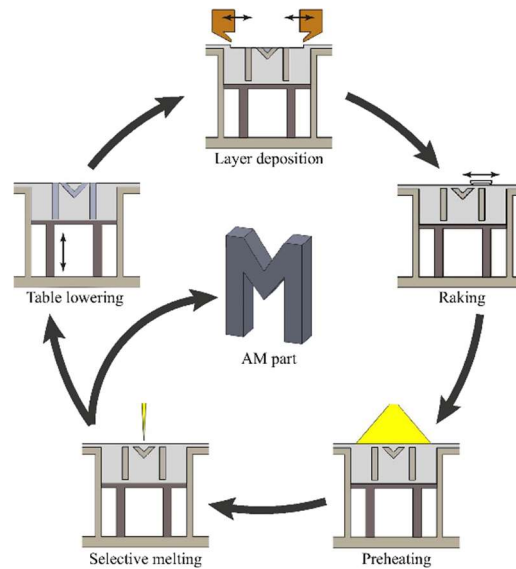 Layer deposition
Table lowering
Raking
AM part
Selective melting
Preheating